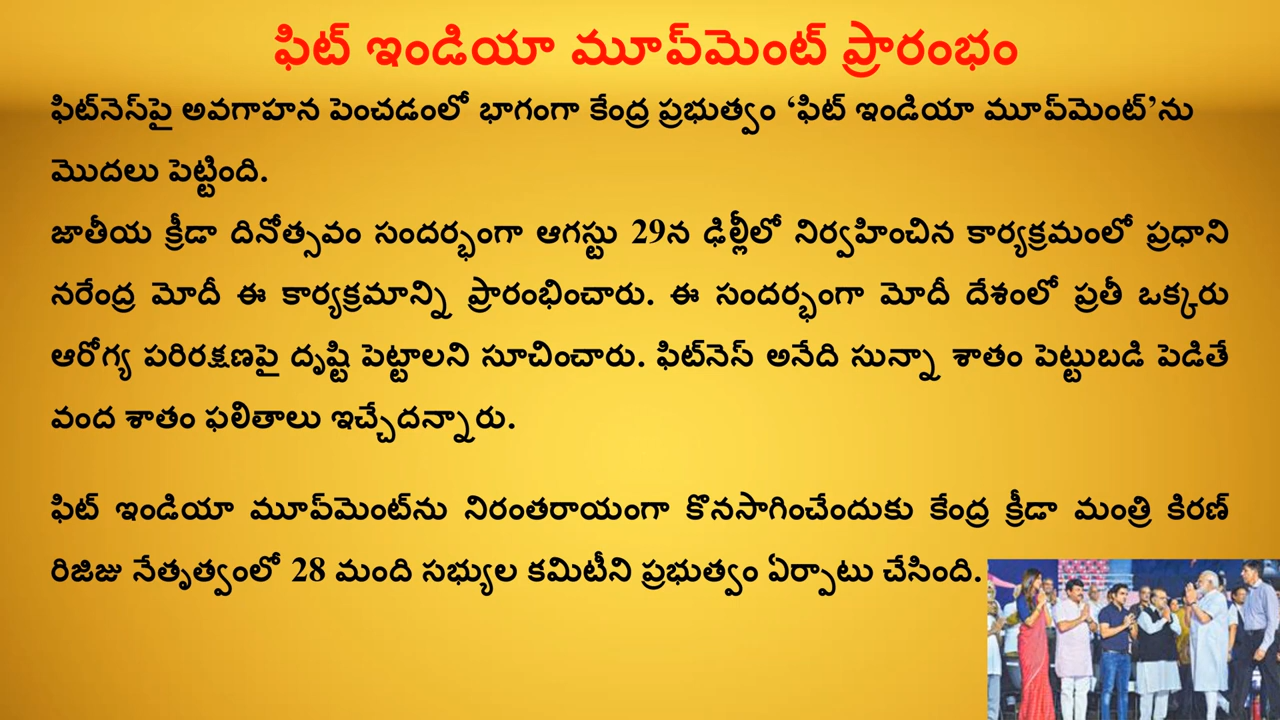 ఫిట్ ఇండియా మూప్‌మెంట్ ప్రారంభం
ఫిట్‌నెస్‌పై అవగాహన పెంచడంలో భాగంగా కేంద్ర ప్రభుత్వం ‘ఫిట్ ఇండియా మూప్‌మెంట్’ను
మొదలు పెట్టింది.
జాతీయ క్రీడా దినోత్సవం సందర్భంగా ఆగస్టు 29న ఢిల్లీలో నిర్వహించిన కార్యక్రమంలో ప్రధాని
నరేంద్ర మోదీ ఈ కార్యక్రమాన్ని ప్రారంభించారు. ఈ సందర్భంగా మోదీ దేశంలో ప్రతీ ఒక్కరు
ఆరోగ్య పరిరక్షణపై దృష్టి పెట్టాలని సూచించారు. ఫిట్‌నెస్ అనేది సున్నా శాతం పెట్టుబడి పెడితే
వంద శాతం ఫలితాలు ఇచ్చేదన్నారు.
ఫిట్ ఇండియా మూప్‌మెంట్‌ను నిరంతరాయంగా కొనసాగించేందుకు కేంద్ర క్రీడా మంత్రి కిరణ్
రిజిజు నేతృత్వంలో 28 మంది సభ్యుల కమిటీని ప్రభుత్వం ఏర్పాటు చేసింది.